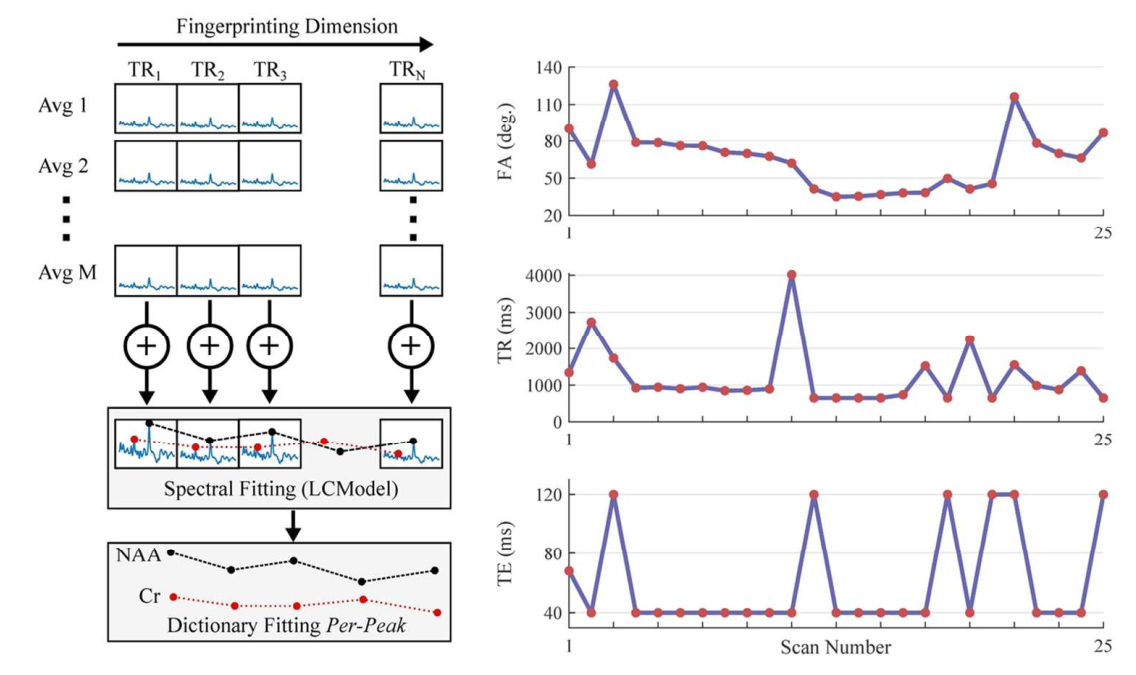 Fingerprinting Dimension
TR1 TR2 TR3 TRN
Avg 1
Avg 2
Avg M
+ + + +
Spectral Fitting (LCModel)
NAA
Cr
Dictionary Fitting Per-Peak
FA (deg.)
140
110
80
50
20
1 25
TR (ms)
4000
3000
2000
1000
0
1 25
TE (ms)
120
80
40
1 Scan Number 25